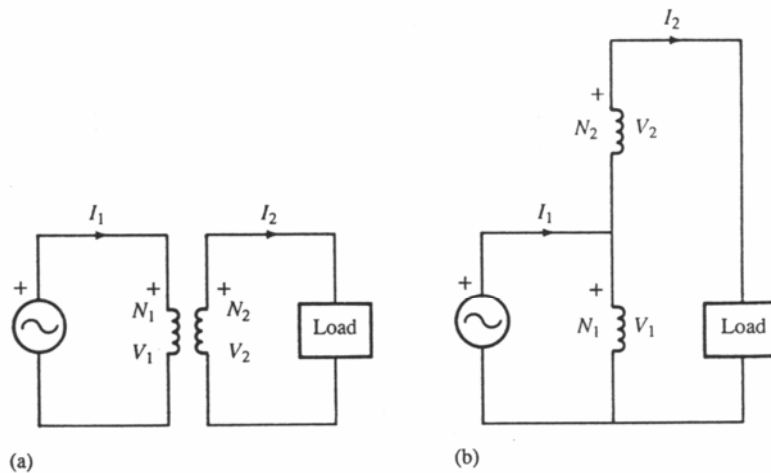 I₂
+
N₂ V₂
I₁ I₂ I₁
+ + + +
N₁ N₂ Load N₁ V₁ Load
V₁ V₂
(a) (b)